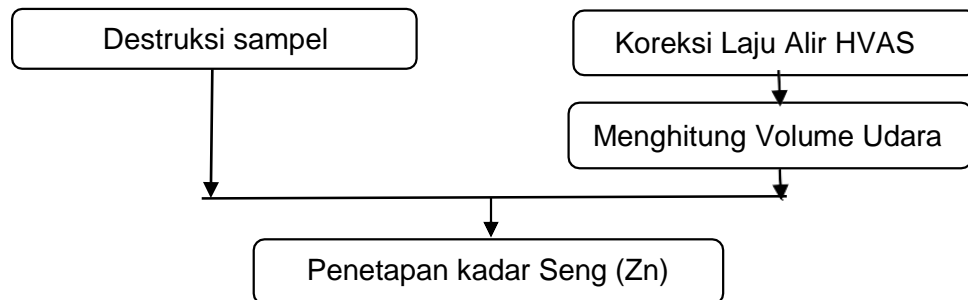 Destruksi sampel
Koreksi Laju Alir HVAS
Menghitung Volume Udara
Penetapan kadar Seng (Zn)